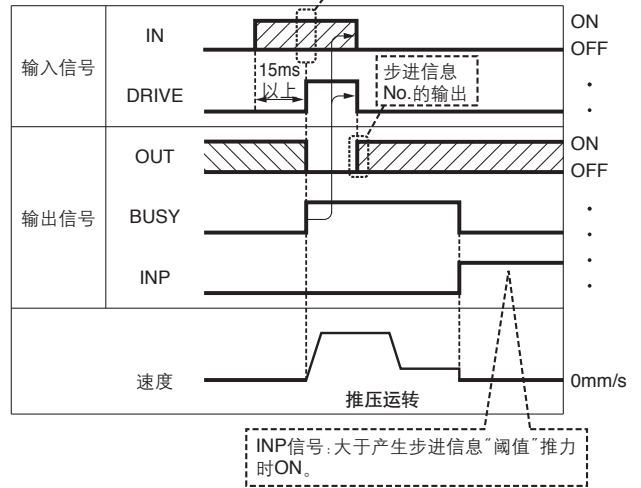 输入信号
IN
ON
OFF
15ms
以上
DRIVE
步进信息
No.的输出
输出信号
OUT
ON
OFF
BUSY
INP
速度
0mm/s
推压运转
INP信号:大于产生步进信息"阈值"推力
时ON。